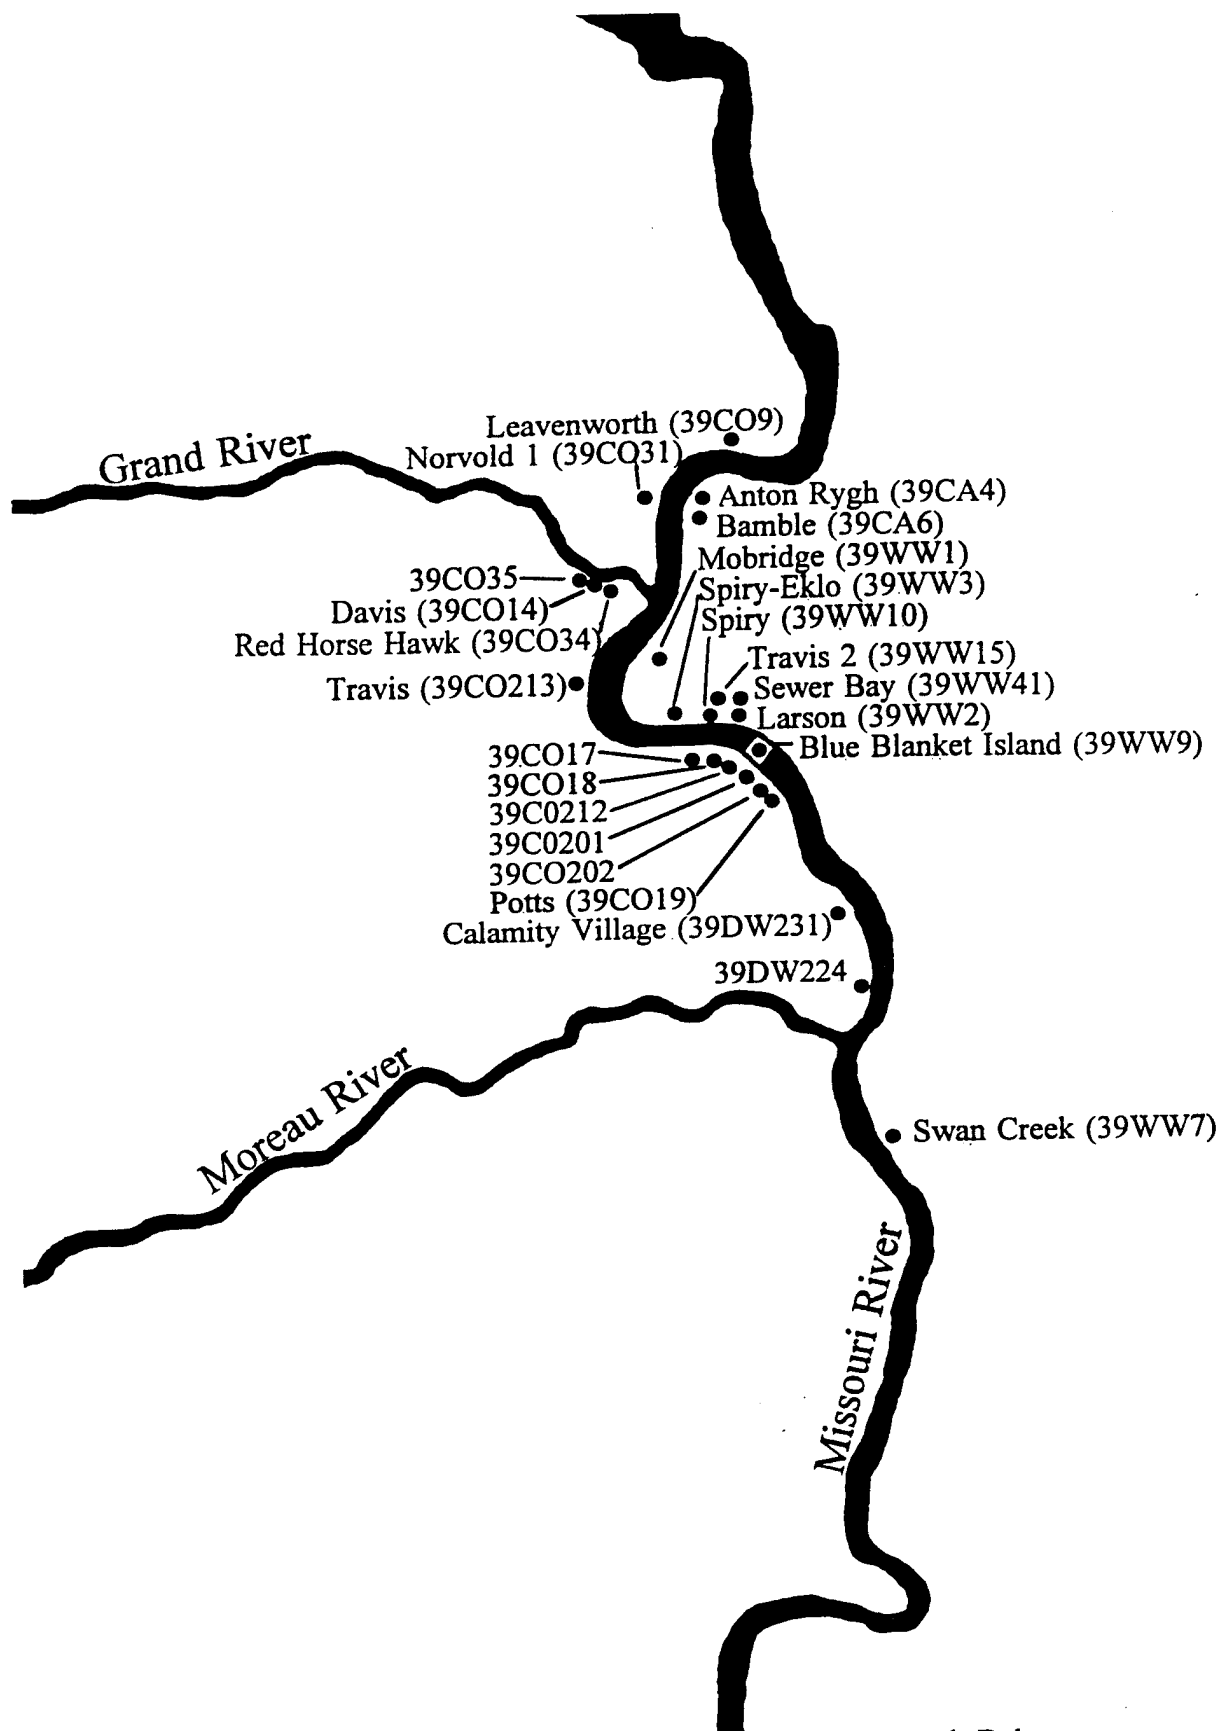 Leavenworth (39CO9)
Grand River
Norvold 1 (39CO31)
Anton Rygh (39CA4)
Bamble (39CA6)
Mobridge (39WW1)
39CO35
Spiry-Eklo (39WW3)
Davis (39CO14)
Spiry (39WW10)
Red Horse Hawk (39CO34)
Travis 2 (39WW15)
Travis (39CO213)
Sewer Bay (39WW41)
Larson (39WW2)
Blue Blanket Island (39WW9)
39CO17
39CO18
39C0212
39C0201
39CO202
Potts (39CO19)
Calamity Village (39DW231)
39DW224
Moreau River
Swan Creek (39WW7)
Missouri River